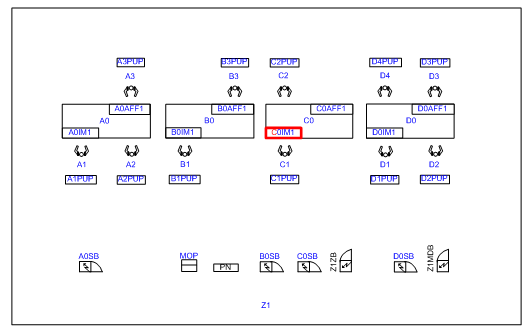 A3PUP B3PUP C2PUP D4PUP D3PUP
A3 B3 C2 D4 D3
A0AFF1 B0AFF1 C0AFF1 D0AFF1
A0 B0 C0 D0
A0IM1 B0IM1 C0IM1 D0IM1
A1 A2 B1 C1 D1 D2
A1PUP A2PUP B1PUP C1PUP D1PUP D2PUP
A0SB MOP B0SB C0SB Z1ZB D0SB Z1MDB
PN
Z1